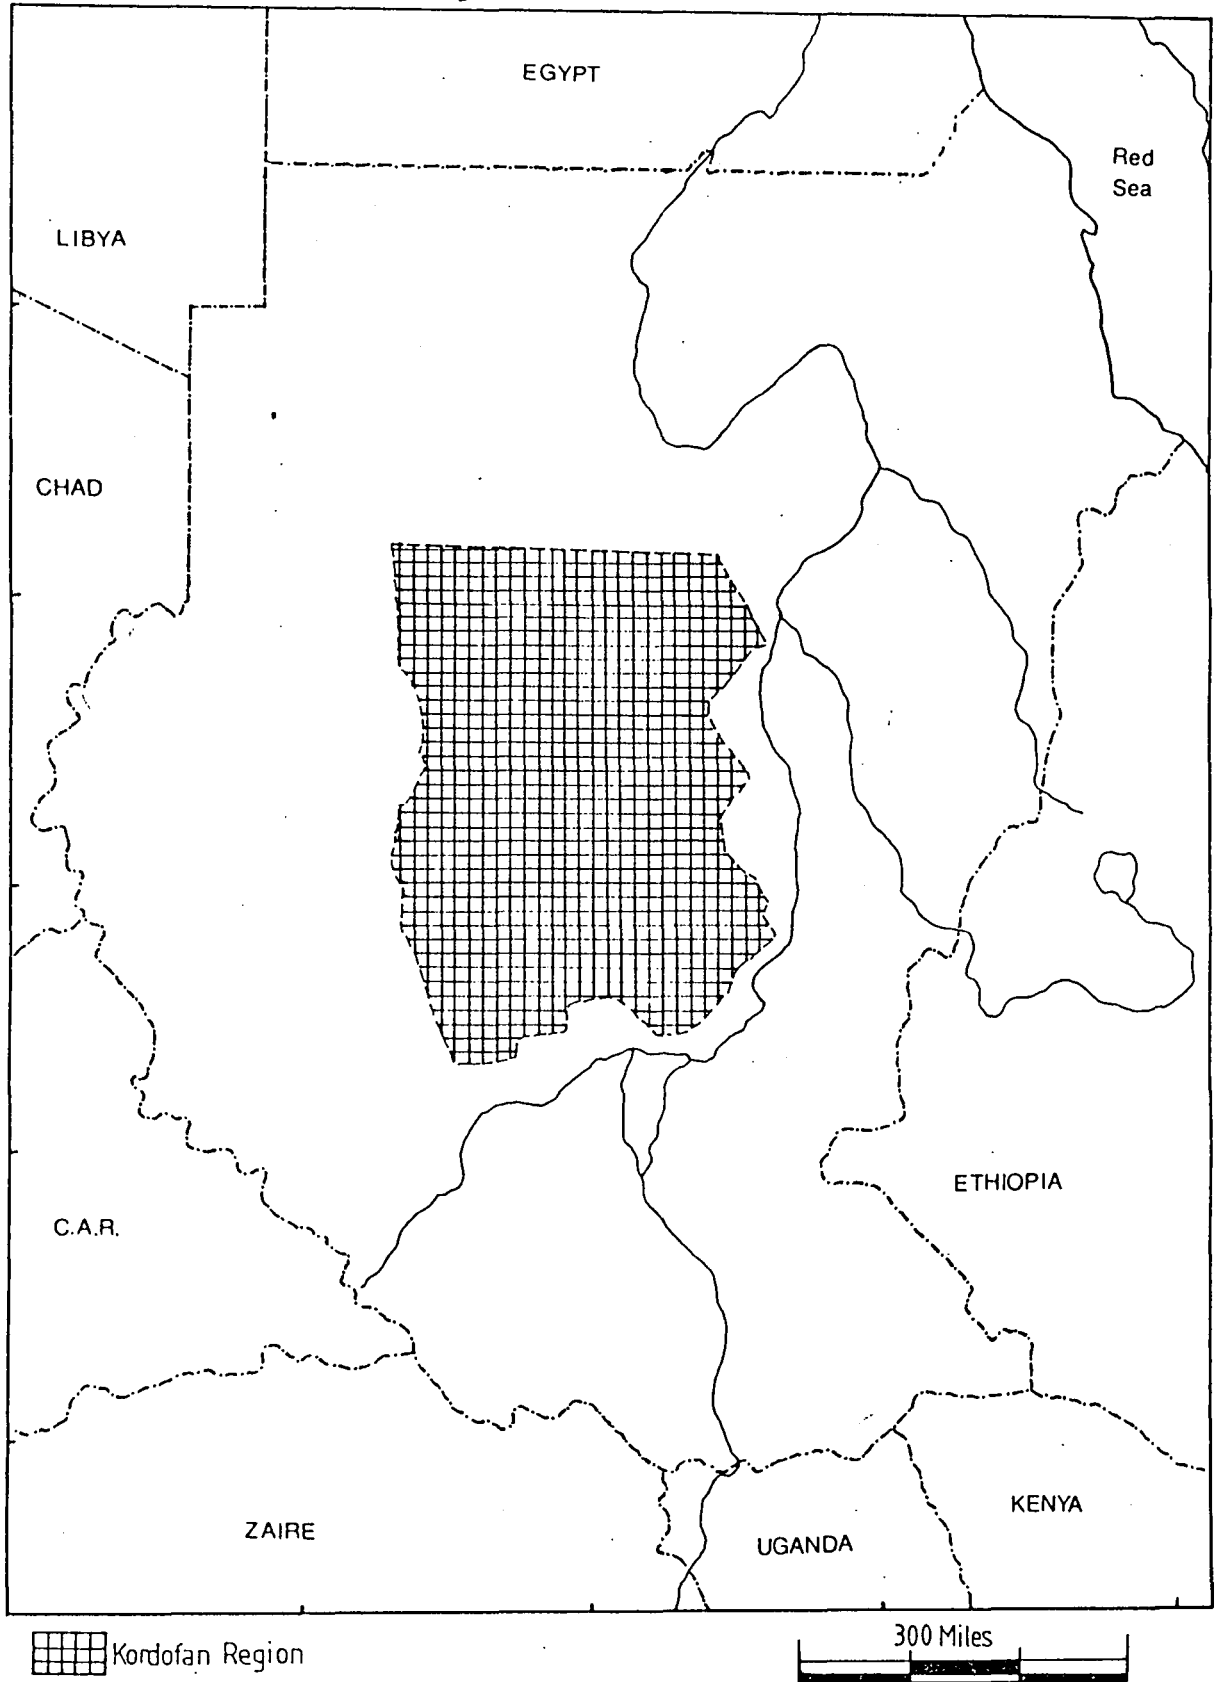 EGYPT
Red
Sea
LIBYA
CHAD
ETHIOPIA
C.A.R.
KENYA
ZAIRE
UGANDA
Kordofan Region
300 Miles